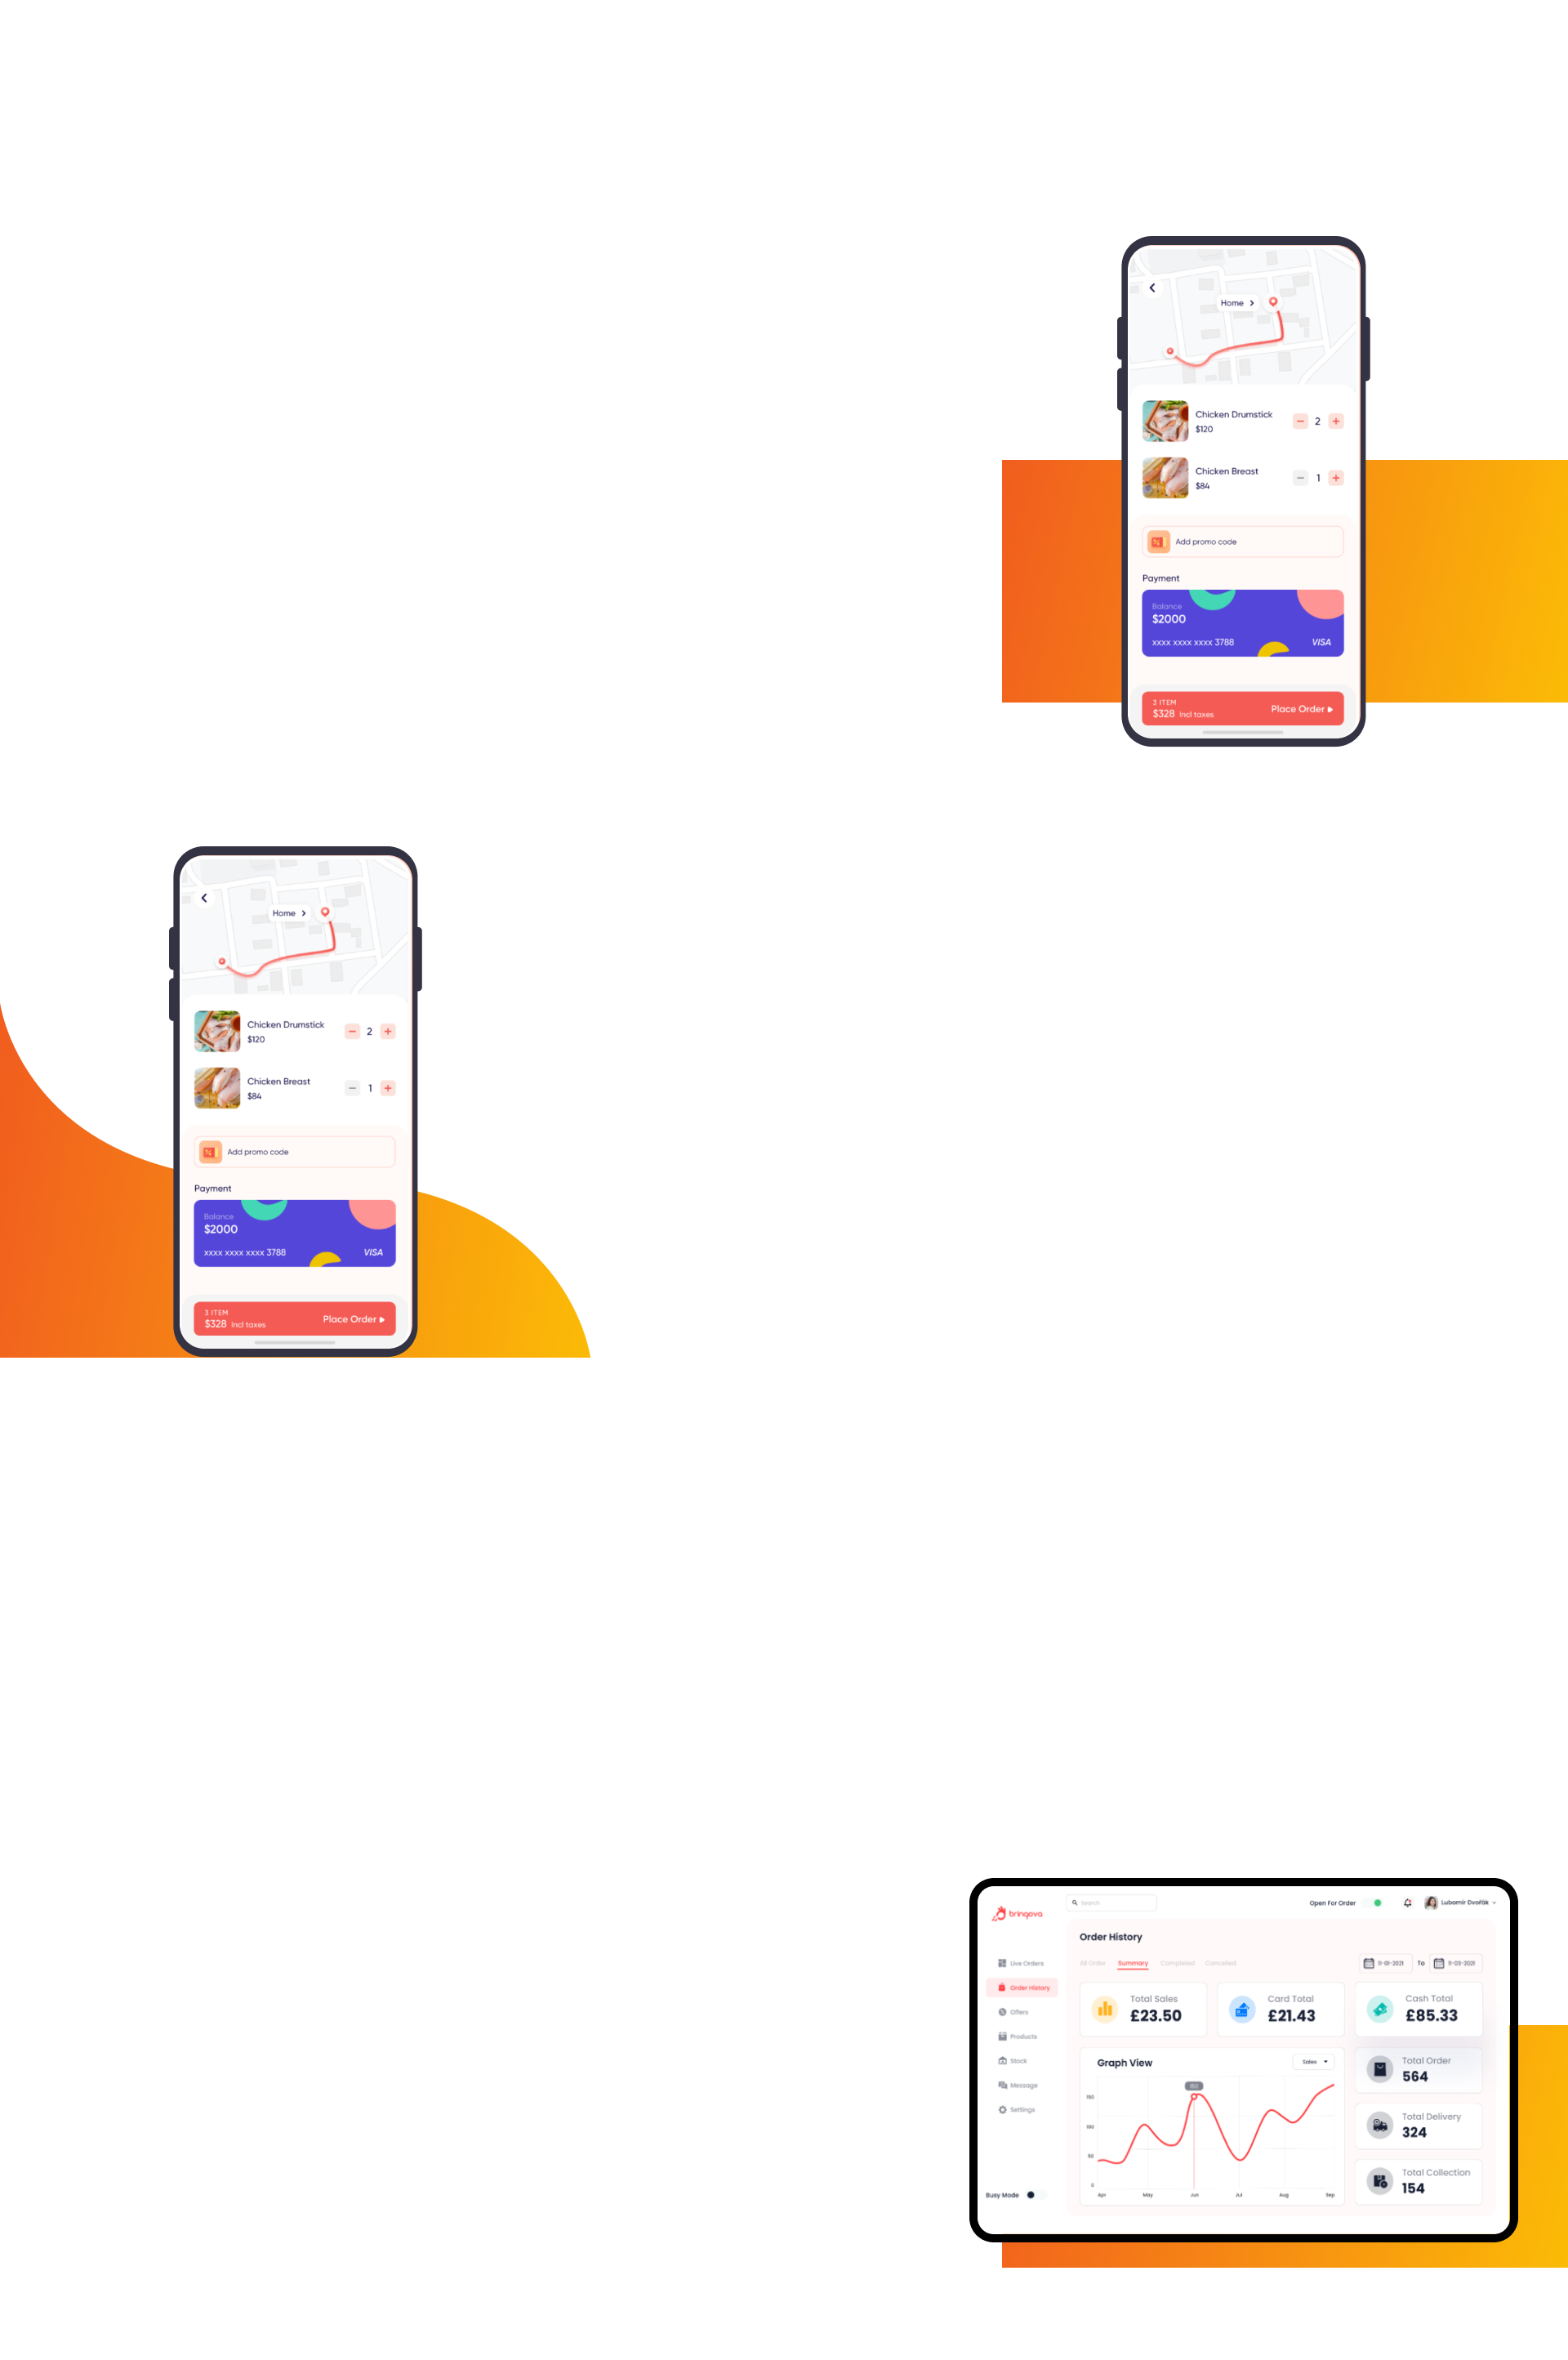 Home
Chicken Drumstick
$120
2
Chicken Breast
$84
1
Add promo code
Payment
Balance
$2000
xxxx xxxx xxxx 3788 VISA
3 ITEM
$328 Incl taxes
Place Order
Home
Chicken Drumstick
$120
2
Chicken Breast
$84
1
Add promo code
Payment
Balance
$2000
xxxx xxxx xxxx 3788 VISA
3 ITEM
$328 Incl taxes
Place Order
bringova
Search
Open For Order
Lubomír Dvořák
Live Orders
Order History
Offers
Products
Stock
Message
Settings
Busy Mode
Order History
All Order Summary Completed Cancelled
11-01-2021 To 11-03-2021
Total Sales
£23.50
Card Total
£21.43
Cash Total
£85.33
Graph View
Sales
150
100
50
0
Apr May Jun Jul Aug Sep
Total Order
564
Total Delivery
324
Total Collection
154